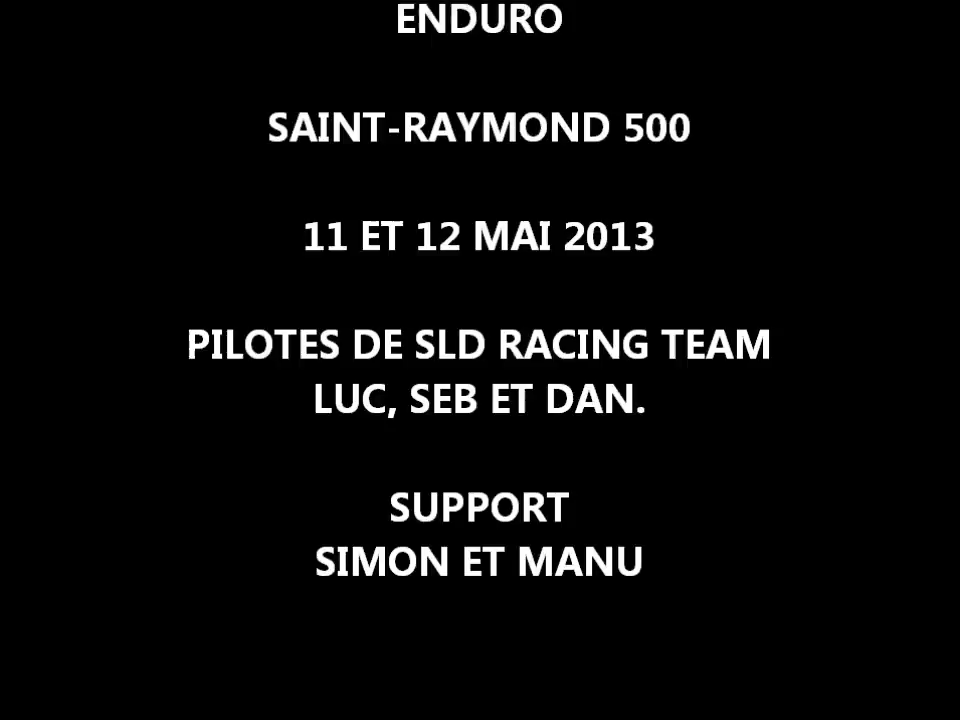 ENDURO
SAINT-RAYMOND 500
11 ET 12 MAI 2013
PILOTES DE SLD RACING TEAM
LUC, SEB ET DAN.
SUPPORT
SIMON ET MANU